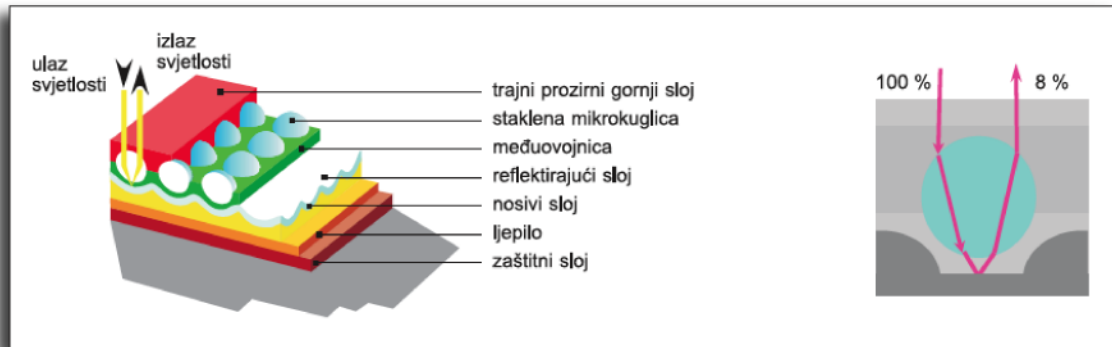 ulaz
svjetlosti
izlaz
svjetlosti
trajni prozirni gornji sloj
staklena mikrokuglica
međuovojnica
reflektirajući sloj
nosivi sloj
ljepilo
zaštitni sloj
100 %
8 %